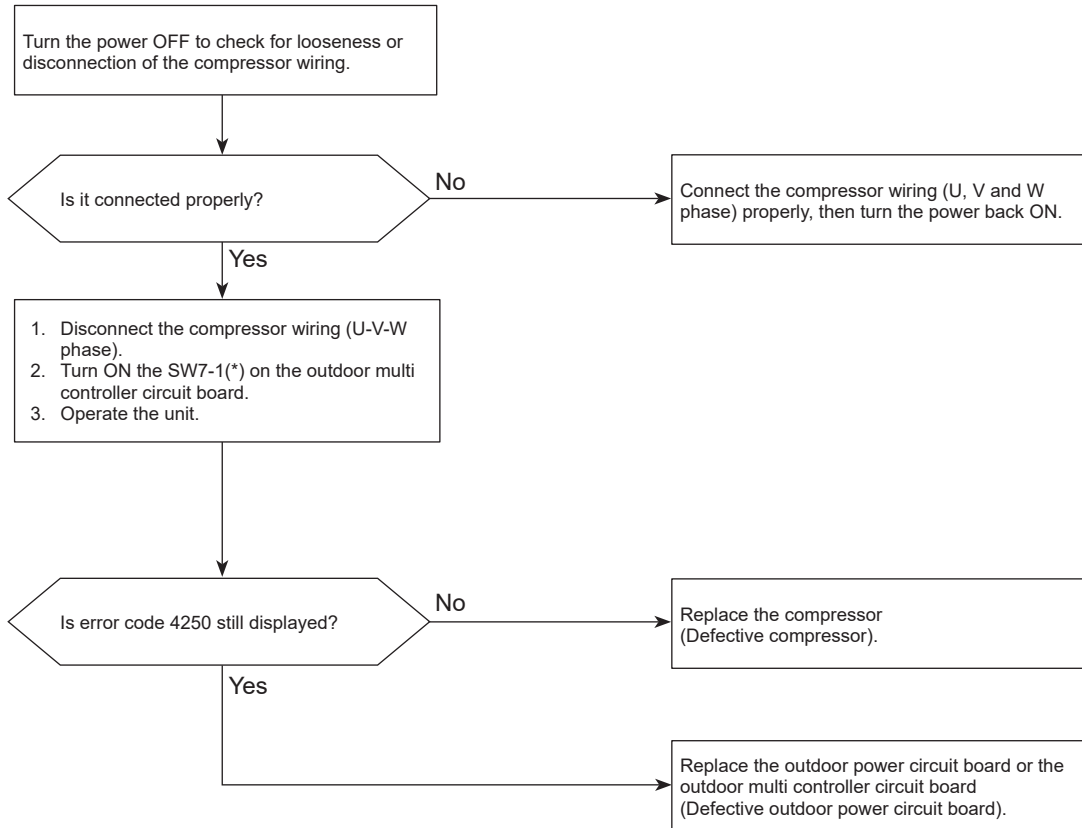 Turn the power OFF to check for looseness or
disconnection of the compressor wiring.
Is it connected properly?
No
Connect the compressor wiring (U, V and W
phase) properly, then turn the power back ON.
Yes
1. Disconnect the compressor wiring (U-V-W
phase).
2. Turn ON the SW7-1(*) on the outdoor multi
controller circuit board.
3. Operate the unit.
Is error code 4250 still displayed?
No
Replace the compressor
(Defective compressor).
Yes
Replace the outdoor power circuit board or the
outdoor multi controller circuit board
(Defective outdoor power circuit board).